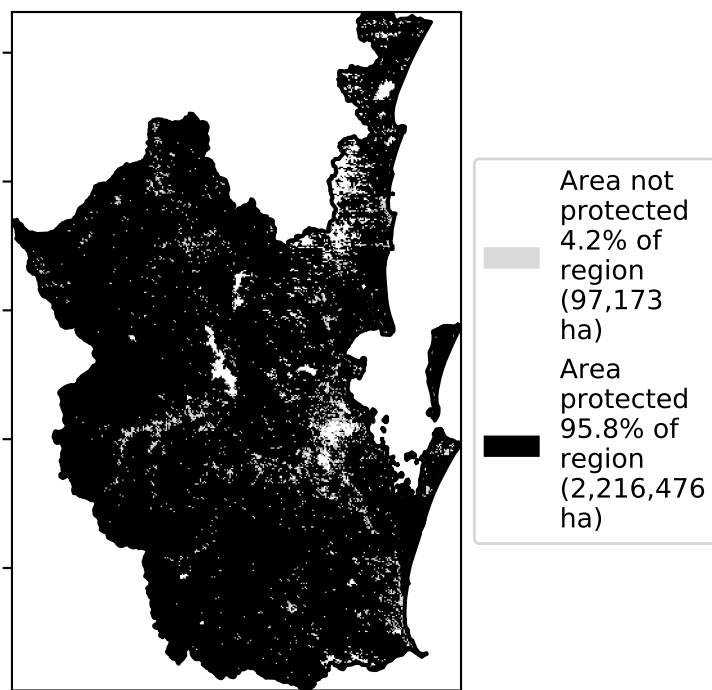 Area not
protected
4.2% of
region
(97,173
ha)
Area
protected
95.8% of
region
(2,216,476
ha)